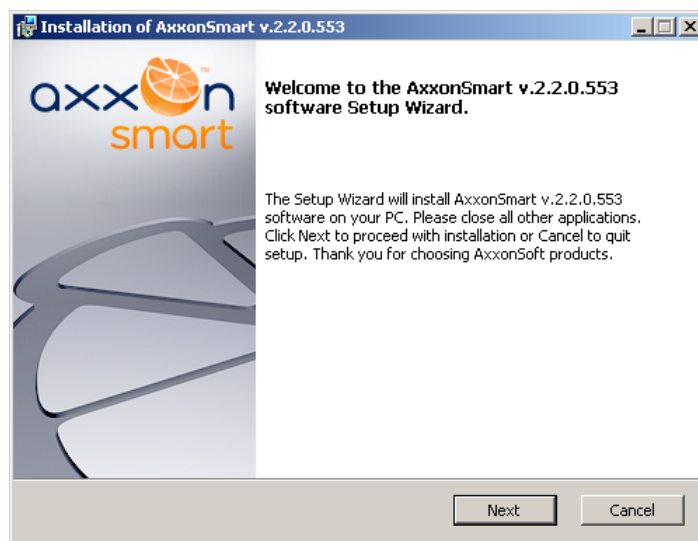 Installation of AxxonSmart v.2.2.0.553
axxon™
smart
Welcome to the AxxonSmart v.2.2.0.553
software Setup Wizard.
The Setup Wizard will install AxxonSmart v.2.2.0.553
software on your PC. Please close all other applications.
Click Next to proceed with installation or Cancel to quit
setup. Thank you for choosing AxxonSoft products.
Next
Cancel